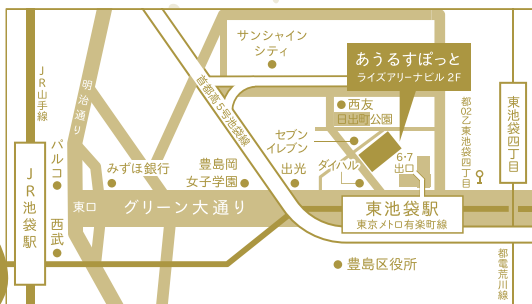 サンシャイン
シティ
あうるすぽっと
ライズアリーナビル2F
JR山手線
明治通り
首都高5号池袋線
西友
日出町公園
都02乙東池袋四丁目
東池袋四丁目
セブン
イレブン
ダイハル
6・7
出口
パルコ
JR池袋駅
みずほ銀行
豊島岡
女子学園
出光
西武
東口
グリーン大通り
東池袋駅
東京メトロ有楽町線
豊島区役所
都電荒川線